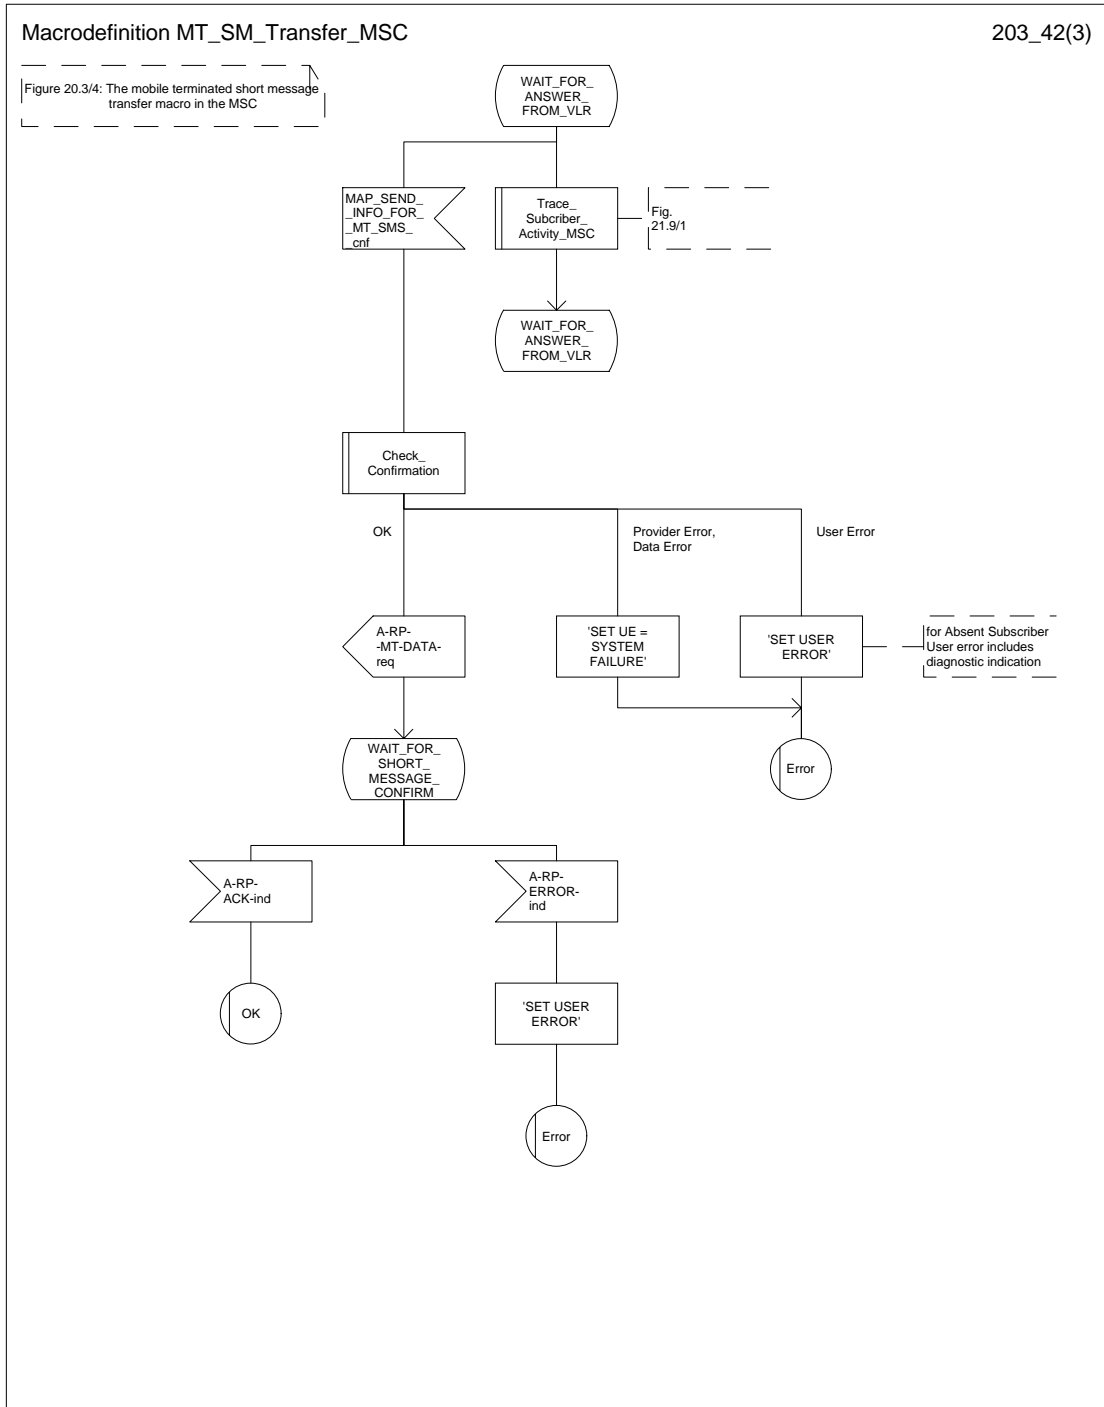 Macrodefinition MT_SM_Transfer_MSC
203_42(3)
Figure 20.3/4: The mobile terminated short message
transfer macro in the MSC
WAIT_FOR_
ANSWER_
FROM_VLR
MAP_SEND_
_INFO_FOR_
_MT_SMS_
_cnf
Trace_
Subcriber_
Activity_MSC
Fig.
21.9/1
WAIT_FOR_
ANSWER_
FROM_VLR
Check_
Confirmation
OK
Provider Error,
Data Error
User Error
A-RP-
-MT-DATA-
req
'SET UE =
SYSTEM
FAILURE'
'SET USER
ERROR'
for Absent Subscriber
User error includes
diagnostic indication
WAIT_FOR_
SHORT_
MESSAGE_
CONFIRM
Error
A-RP-
ACK-ind
A-RP-
ERROR-
ind
OK
'SET USER
ERROR'
Error